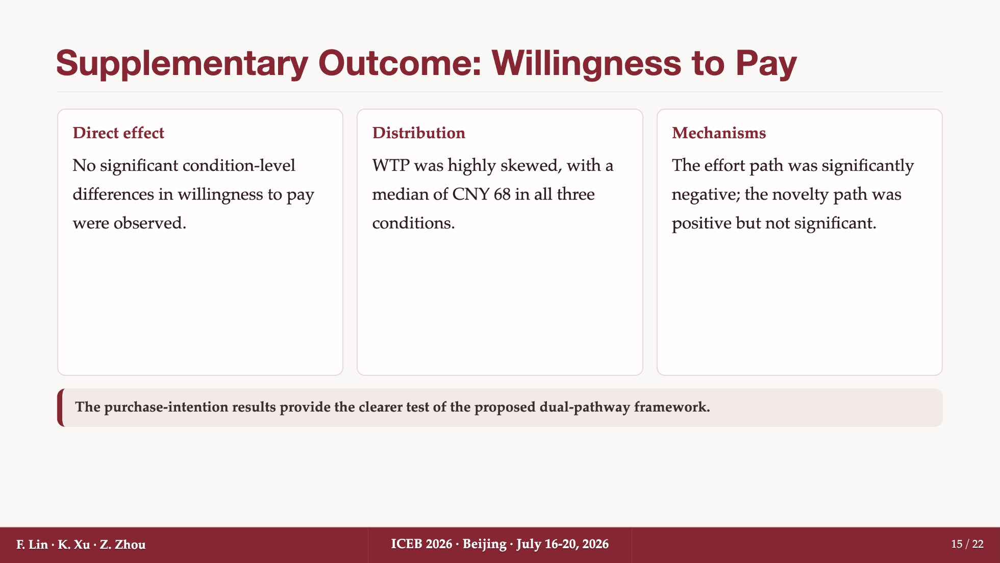 Supplementary Outcome: Willingness to Pay
Direct effect
No significant condition-level
differences in willingness to pay
were observed.
Distribution
WTP was highly skewed, with a
median of CNY 68 in all three
conditions.
Mechanisms
The effort path was significantly
negative; the novelty path was
positive but not significant.
The purchase-intention results provide the clearer test of the proposed dual-pathway framework.
F. Lin · K. Xu · Z. Zhou
ICEB 2026 · Beijing · July 16-20, 2026
15 / 22